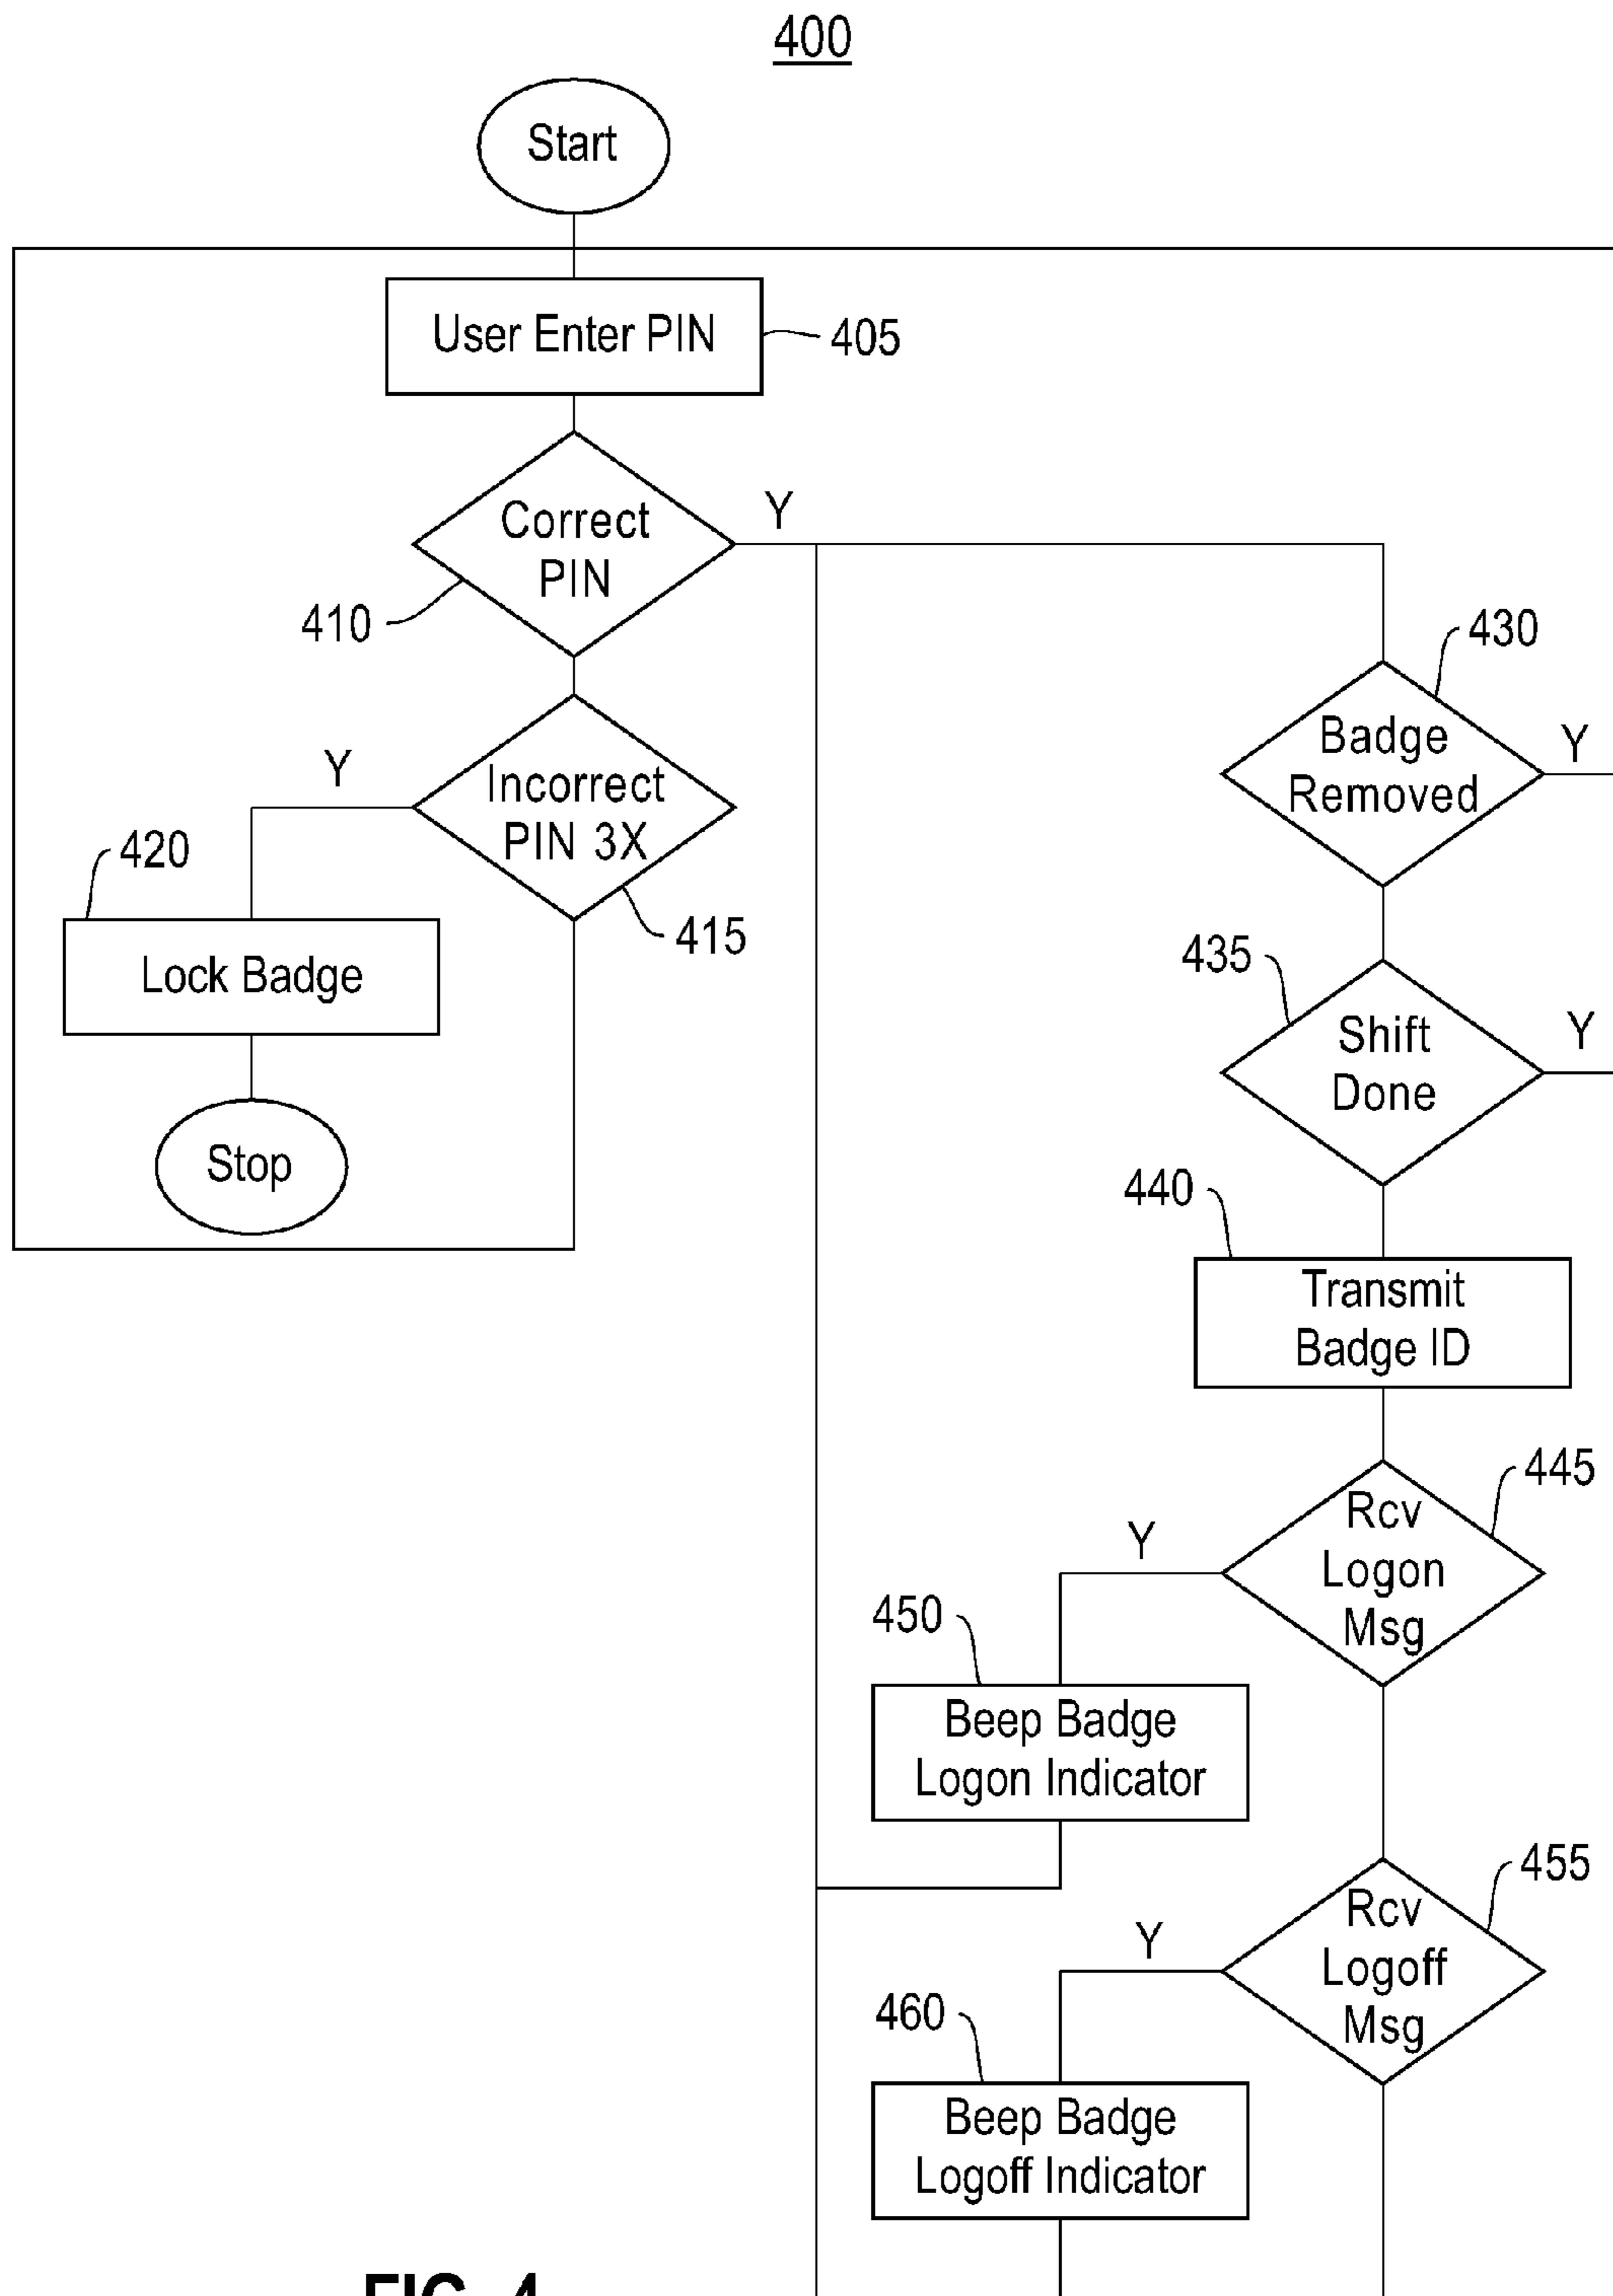 400
Start
User Enter PIN
405
Correct
PIN
Y
410
430
Badge
Removed
Y
Incorrect
PIN 3X
Y
415
420
Lock Badge
435
Shift
Done
Y
Stop
440
Transmit
Badge ID
445
Rcv
Logon
Msg
Y
450
Beep Badge
Logon Indicator
455
Rcv
Logoff
Msg
Y
460
Beep Badge
Logoff Indicator
FIG. 4